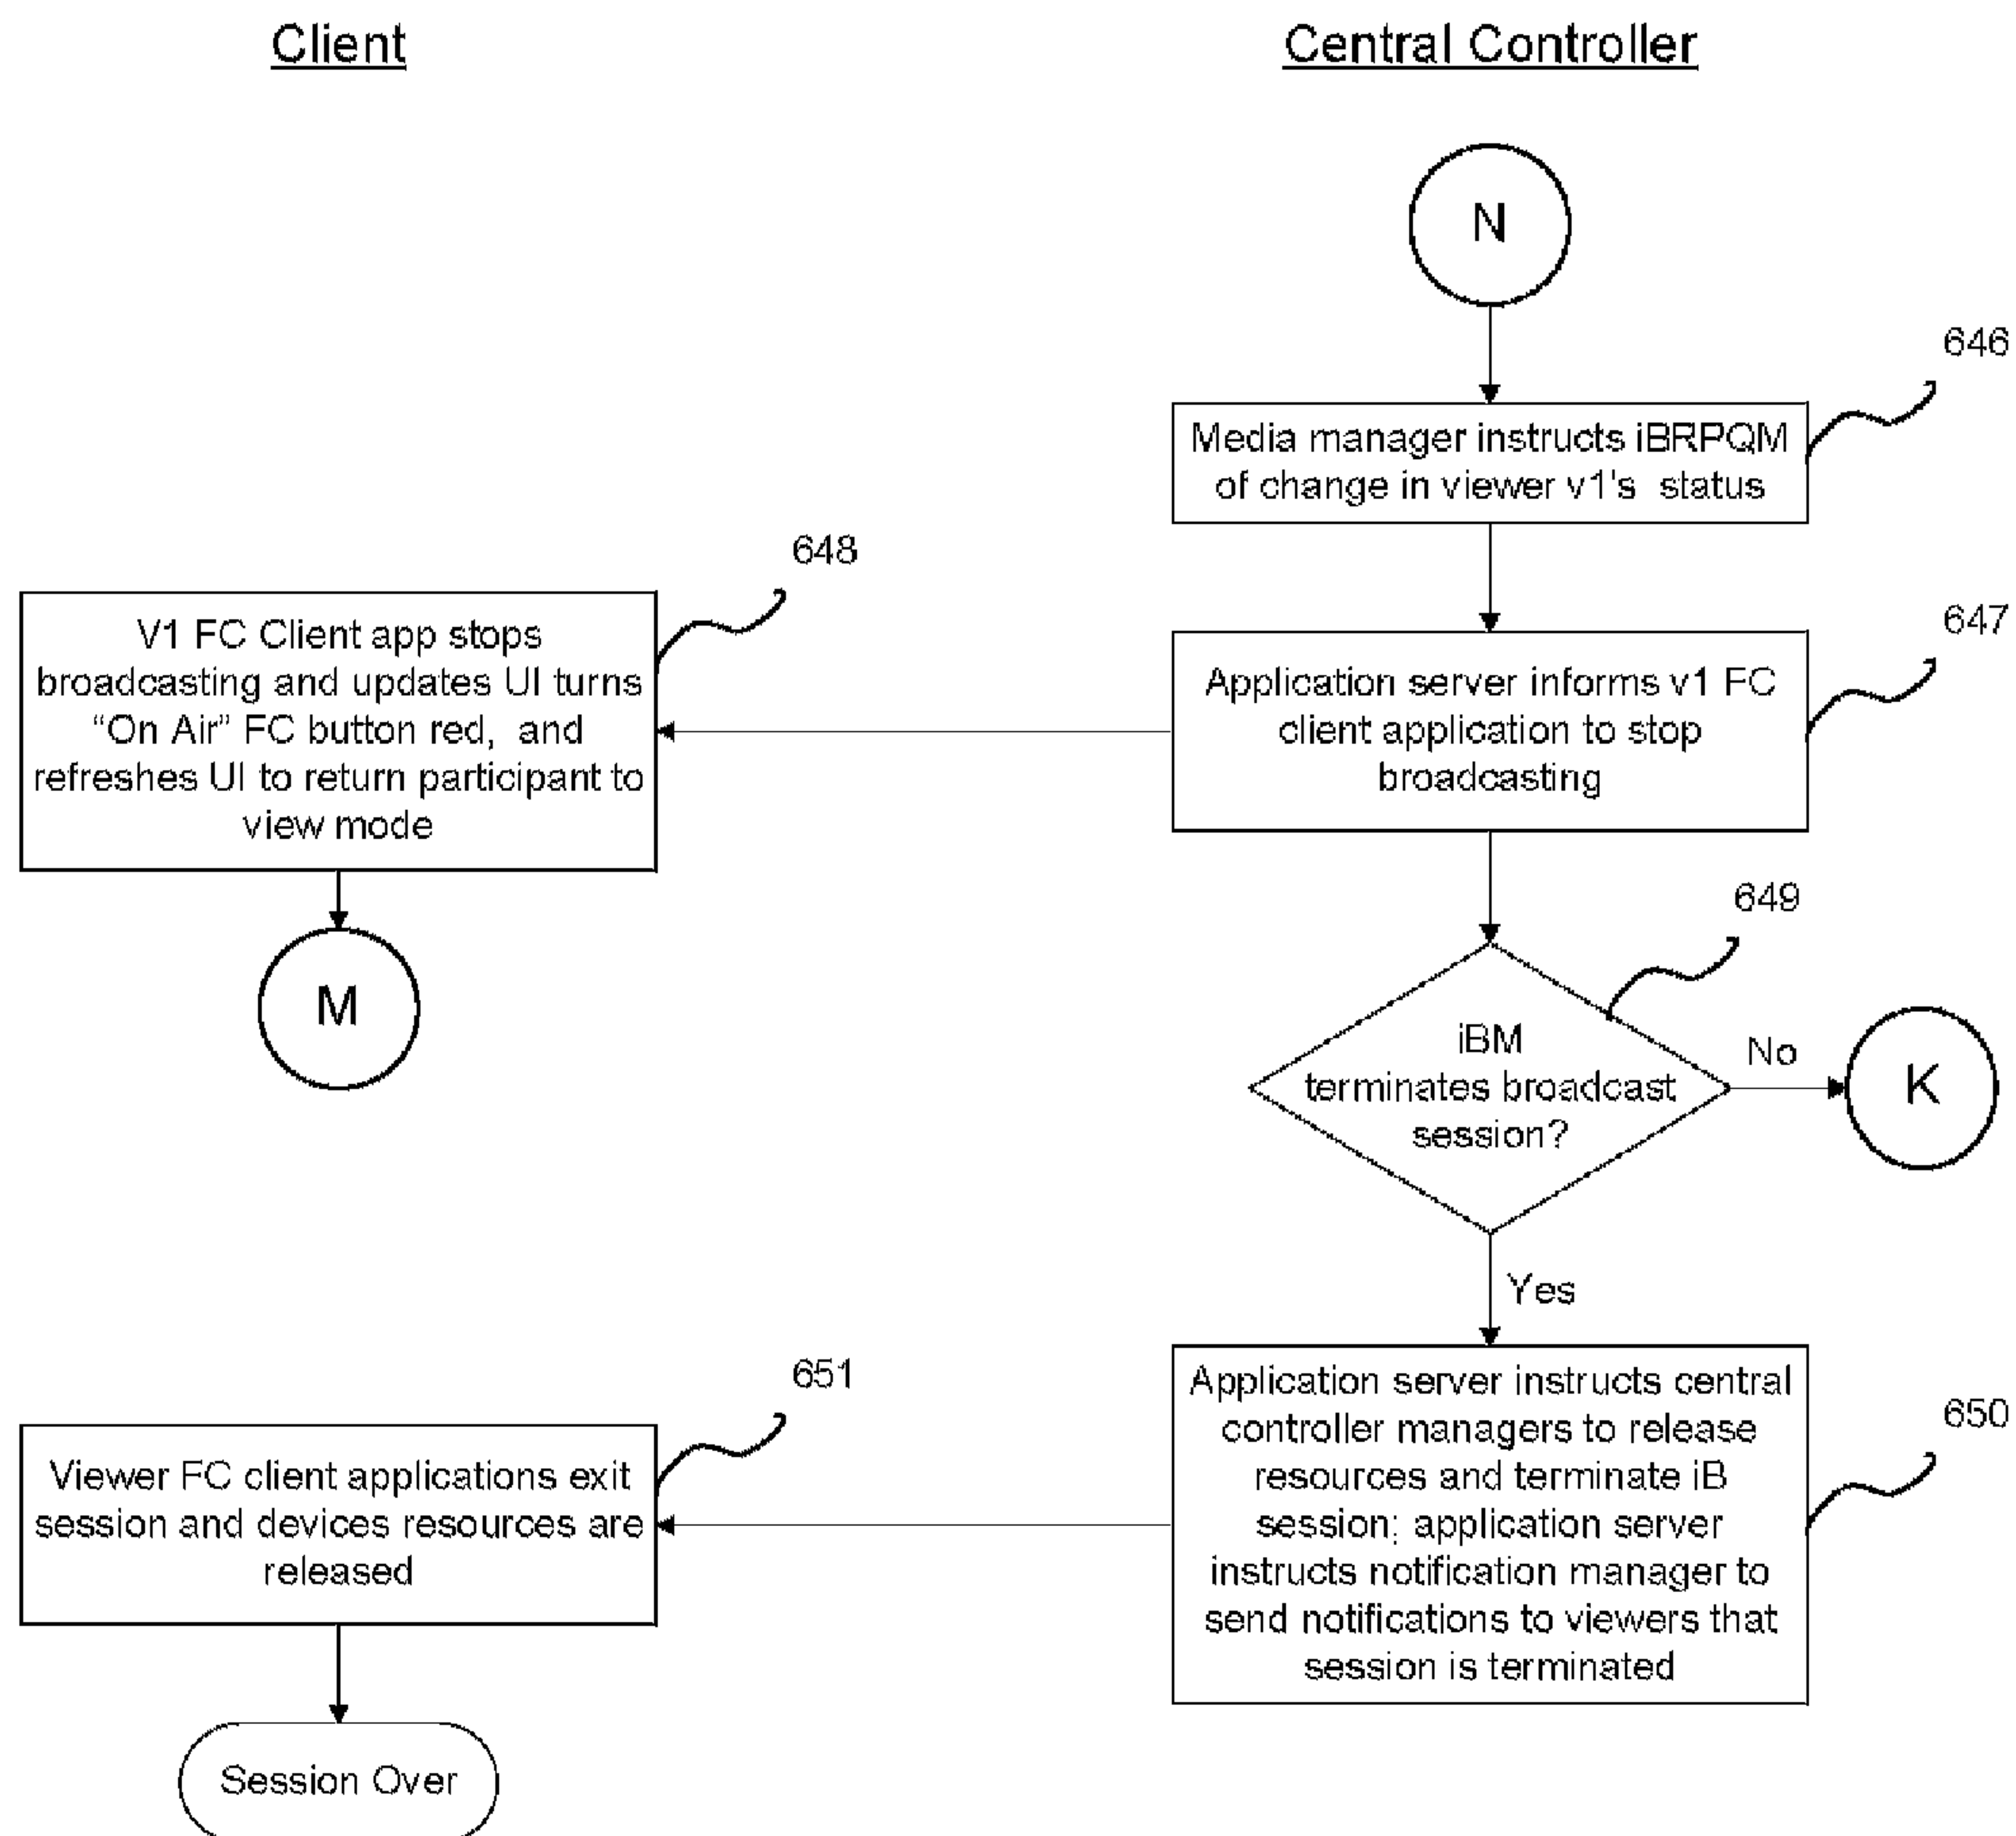 Client
Central Controller
N
646
Media manager instructs iBRPQM
of change in viewer v1's status
648
V1 FC Client app stops
broadcasting and updates UI turns
“On Air” FC button red, and
refreshes UI to return participant to
view mode
647
Application server informs v1 FC
client application to stop
broadcasting
M
649
iBM
terminates broadcast
session?
No
K
Yes
651
Viewer FC client applications exit
session and devices resources are
released
650
Application server instructs central
controller managers to release
resources and terminate iB
session; application server
instructs notification manager to
send notifications to viewers that
session is terminated
Session Over